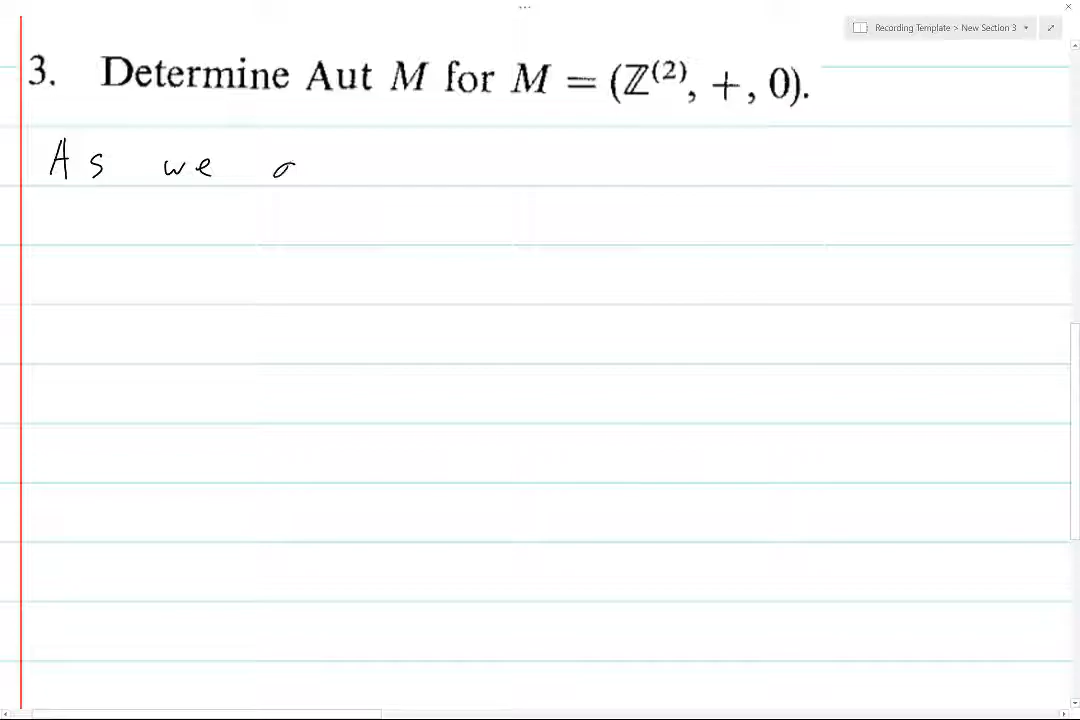 Recording Template > New Section 3
3. Determine Aut M for M = (ℤ⁽²⁾, +, 0).
As we